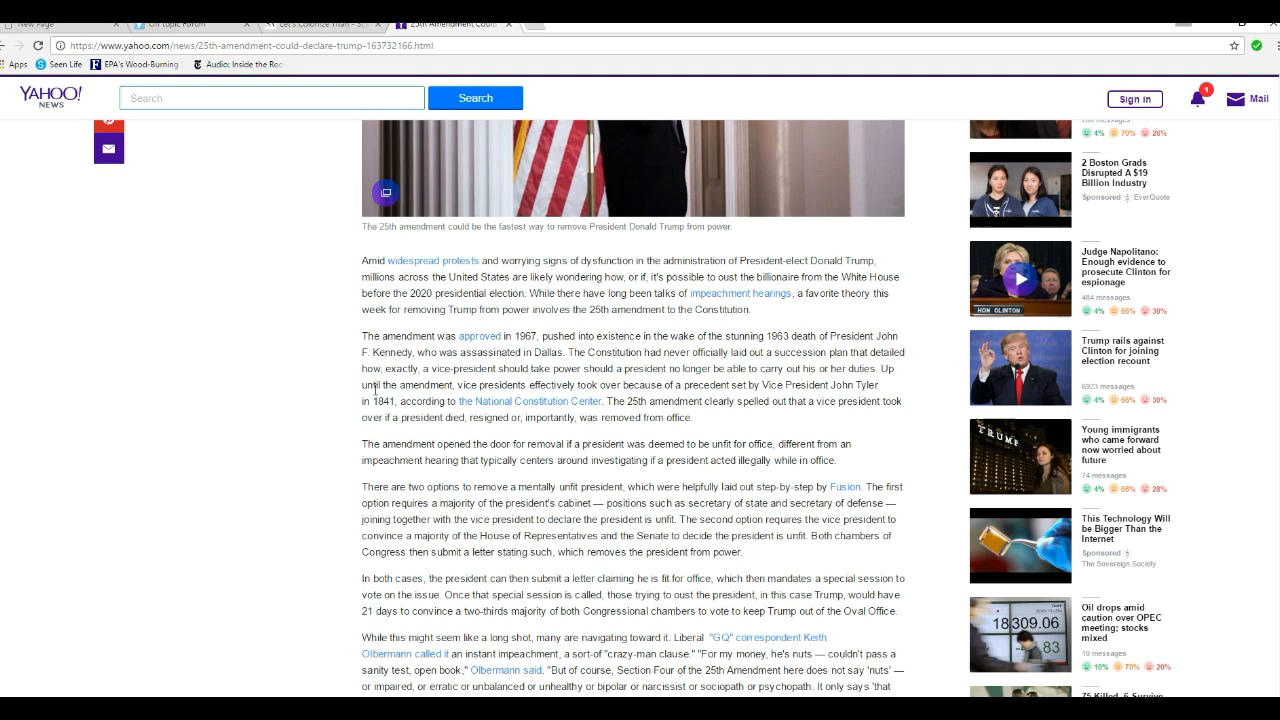 New Page
Off topic Forum
Let's Colonize Titan - Sc
25th Amendment Could
https://www.yahoo.com/news/25th-amendment-could-declare-trump-163732166.html
Apps
Seen Life
EPA's Wood-Burning
Audio: Inside the Roo
YAHOO!
NEWS
Search
Search
Sign in
1
Mail
The 25th amendment could be the fastest way to remove President Donald Trump from power.
Amid widespread protests and worrying signs of dysfunction in the administration of President-elect Donald Trump,
millions across the United States are likely wondering how, or if, it's possible to oust the billionaire from the White House
before the 2020 presidential election. While there have long been talks of impeachment hearings, a favorite theory this
week for removing Trump from power involves the 25th amendment to the Constitution.
The amendment was approved in 1967, pushed into existence in the wake of the stunning 1963 death of President John
F. Kennedy, who was assassinated in Dallas. The Constitution had never officially laid out a succession plan that detailed
how, exactly, a vice-president should take power should a president no longer be able to carry out his or her duties. Up
until the amendment, vice presidents effectively took over because of a precedent set by Vice President John Tyler
in 1841, according to the National Constitution Center. The 25th amendment clearly spelled out that a vice president took
over if a president died, resigned or, importantly, was removed from office.
The amendment opened the door for removal if a president was deemed to be unfit for office, different from an
impeachment hearing that typically centers around investigating if a president acted illegally while in office.
There two options to remove a mentally unfit president, which were helpfully laid out step-by-step by Fusion. The first
option requires a majority of the president's cabinet — positions such as secretary of state and secretary of defense —
joining together with the vice president to declare the president is unfit. The second option requires the vice president to
convince a majority of the House of Representatives and the Senate to decide the president is unfit. Both chambers of
Congress then submit a letter stating such, which removes the president from power.
In both cases, the president can then submit a letter claiming he is fit for office, which then mandates a special session to
vote on the issue. Once that special session is called, those trying to oust the president, in this case Trump, would have
21 days to convince a two-thirds majority of both Congressional chambers to vote to keep Trump out of the Oval Office.
While this might seem like a long shot, many are navigating toward it. Liberal "GQ" correspondent Keith
Olbermann called it an instant impeachment, a sort-of "crazy-man clause." "For my money, he's nuts — couldn't pass a
sanity test, open book," Olbermann said. "But of course, Section Four of the 25th Amendment here does not say 'nuts' —
or impaired, or erratic or unbalanced or unhealthy or bipolar or narcissist or sociopath or psychopath. It only says 'that
messages
4% 70% 26%
2 Boston Grads
Disrupted A $19
Billion Industry
Sponsored EverQuote
HON CLINTON
Judge Napolitano:
Enough evidence to
prosecute Clinton for
espionage
484 messages
4% 66% 30%
Trump rails against
Clinton for joining
election recount
6923 messages
4% 66% 30%
TRUMP
Young immigrants
who came forward
now worried about
future
74 messages
4% 68% 28%
This Technology Will
be Bigger Than the
Internet
Sponsored
The Sovereign Society
18309.06
83
Oil drops amid
caution over OPEC
meeting; stocks
mixed
10 messages
10% 70% 20%
75 Killed, 6 Survive